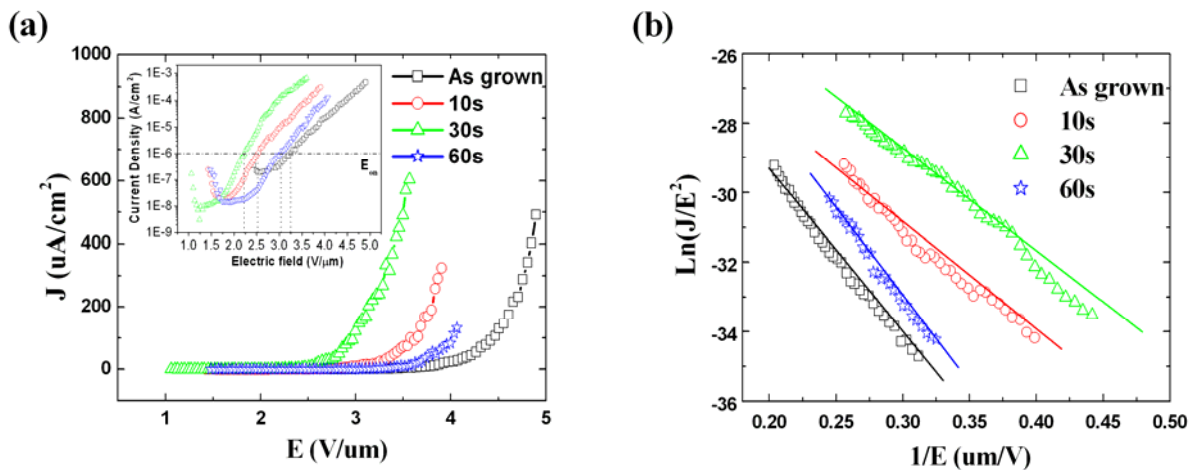 (a)
J (uA/cm²)
1000
800
600
400
200
0
1
2
3
4
5
E (V/um)
As grown
10s
30s
60s
Current Density (A/cm²)
1E-3
1E-4
1E-5
1E-6
1E-7
1E-8
1E-9
1.0 1.5 2.0 2.5 3.0 3.5 4.0 4.5 5.0
Electric field (V/μm)
(b)
Ln(J/E²)
-26
-28
-30
-32
-34
-36
0.20 0.25 0.30 0.35 0.40 0.45 0.50
1/E (um/V)
As grown
10s
30s
60s